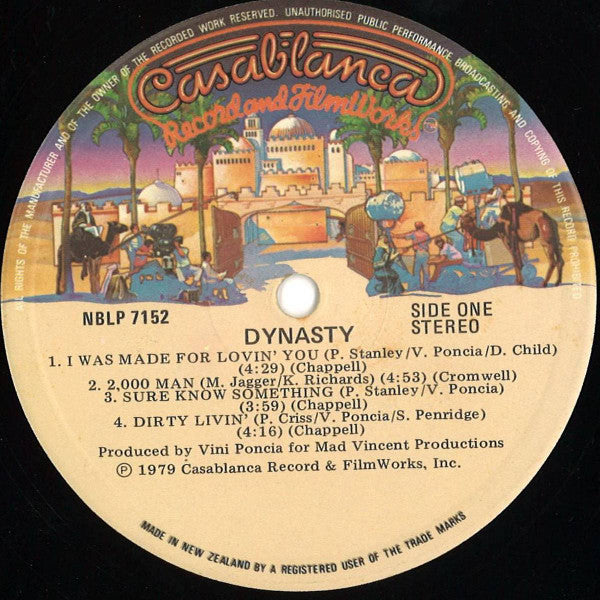 ALL RIGHTS OF THE MANUFACTURER AND OF THE OWNER OF THE RECORDED WORK RESERVED. UNAUTHORISED PUBLIC PERFORMANCE BROADCASTING AND COPYING OF THIS RECORD PROHIBITED
Casablanca
Record and FilmWorks
NBLP 7152
SIDE ONE
STEREO
DYNASTY
1. I WAS MADE FOR LOVIN' YOU (P. Stanley/V. Poncia/D. Child)
(4:29) (Chappell)
2. 2,000 MAN (M. Jagger/K. Richards) (4:53) (Cromwell)
3. SURE KNOW SOMETHING (P. Stanley/V. Poncia)
(3:59) (Chappell)
4. DIRTY LIVIN' (P. Criss/V. Poncia/S. Penridge)
(4:16) (Chappell)
Produced by Vini Poncia for Mad Vincent Productions
Ⓟ 1979 Casablanca Record & FilmWorks, Inc.
MADE IN NEW ZEALAND BY A REGISTERED USER OF THE TRADE MARKS